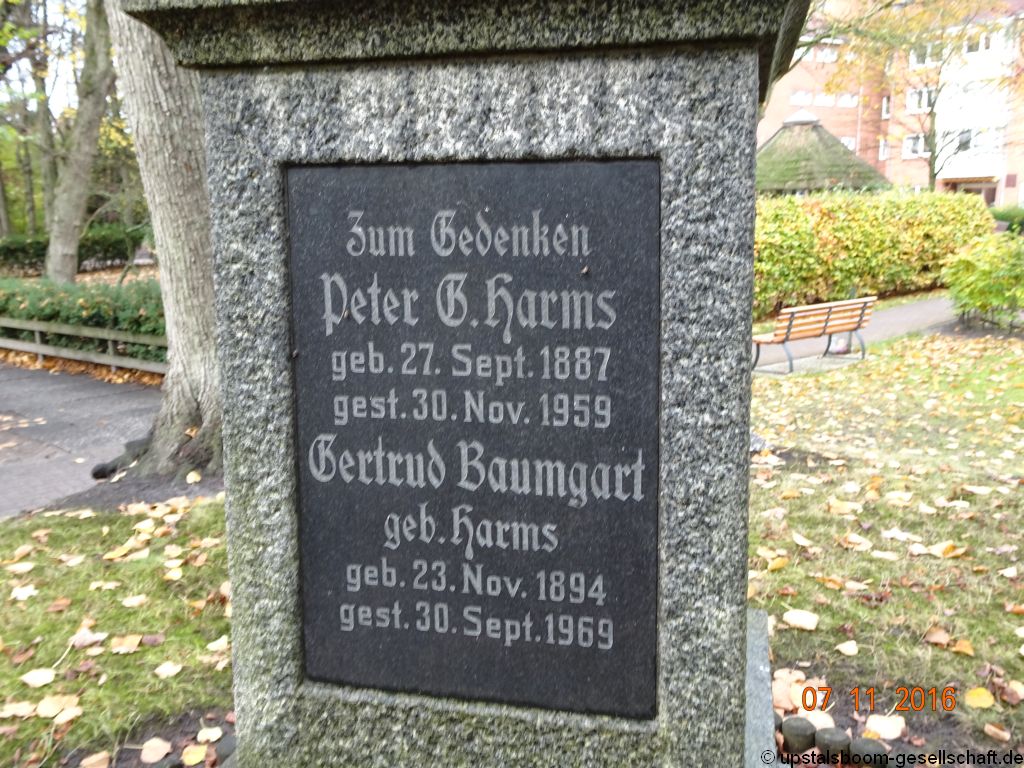 Zum Gedenken
Peter G. Harms
geb. 27. Sept. 1887
gest. 30. Nov. 1959
Gertrud Baumgart
geb. Harms
geb. 23. Nov. 1894
gest. 30. Sept. 1969
07 11 2016
© upstalsboom-gesellschaft.de